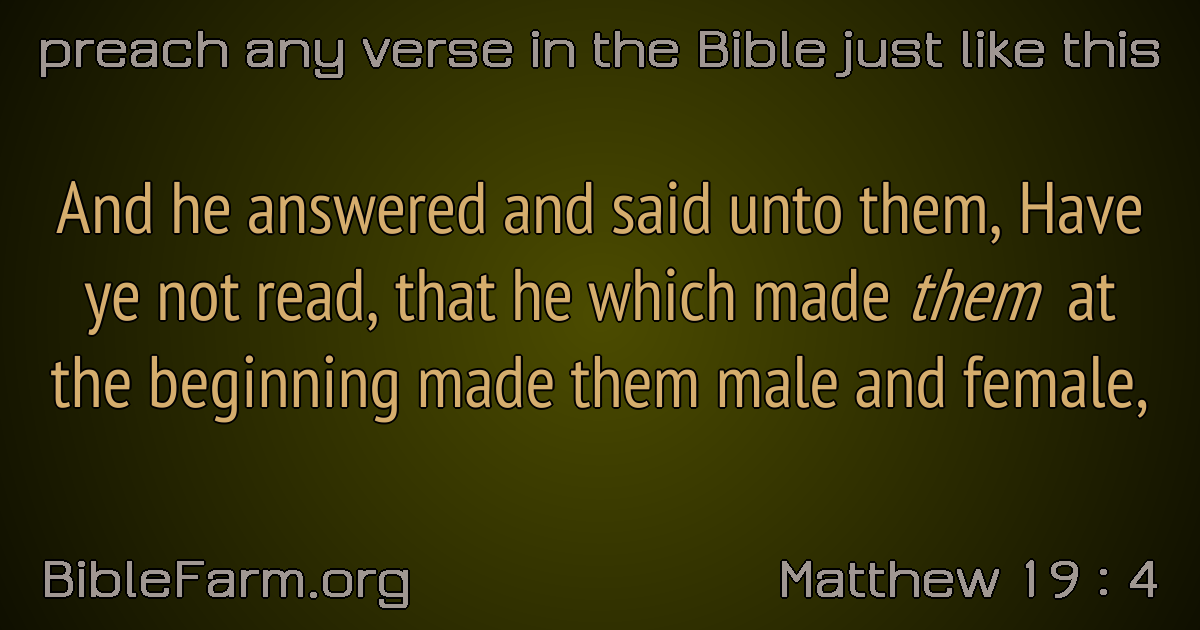 preach any verse in the Bible just like this
And he answered and said unto them, Have
ye not read, that he which made them at
the beginning made them male and female,
BibleFarm.org
Matthew 19 : 4